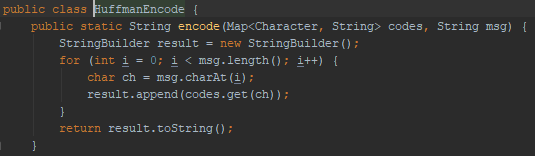 public class HuffmanEncode {
    public static String encode(Map<Character, String> codes, String msg) {
        StringBuilder result = new StringBuilder();
        for (int i = 0; i < msg.length(); i++) {
            char ch = msg.charAt(i);
            result.append(codes.get(ch));
        }
        return result.toString();
    }